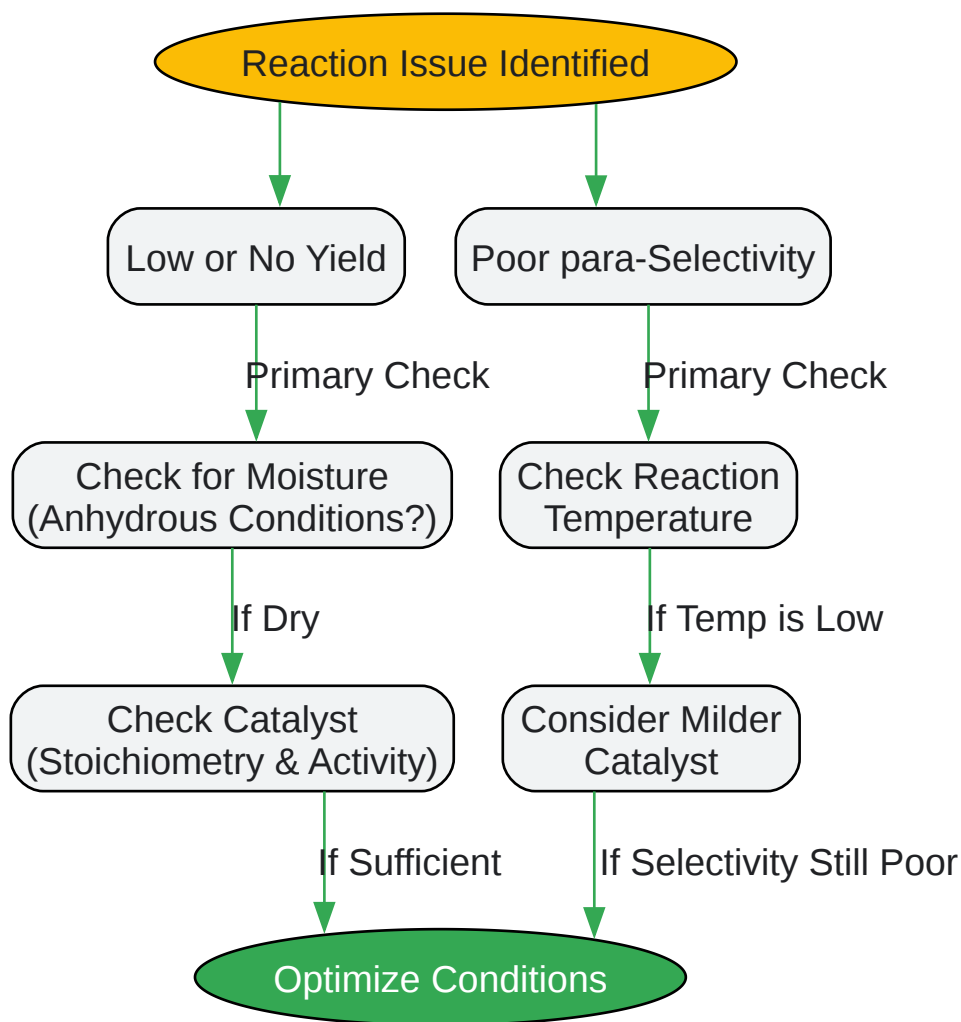 Reaction Issue Identified
Low or No Yield
Poor para-Selectivity
Primary Check
Primary Check
Check for Moisture
(Anhydrous Conditions?)
Check Reaction
Temperature
If Dry
If Temp is Low
Check Catalyst
(Stoichiometry & Activity)
Consider Milder
Catalyst
If Sufficient
If Selectivity Still Poor
Optimize Conditions